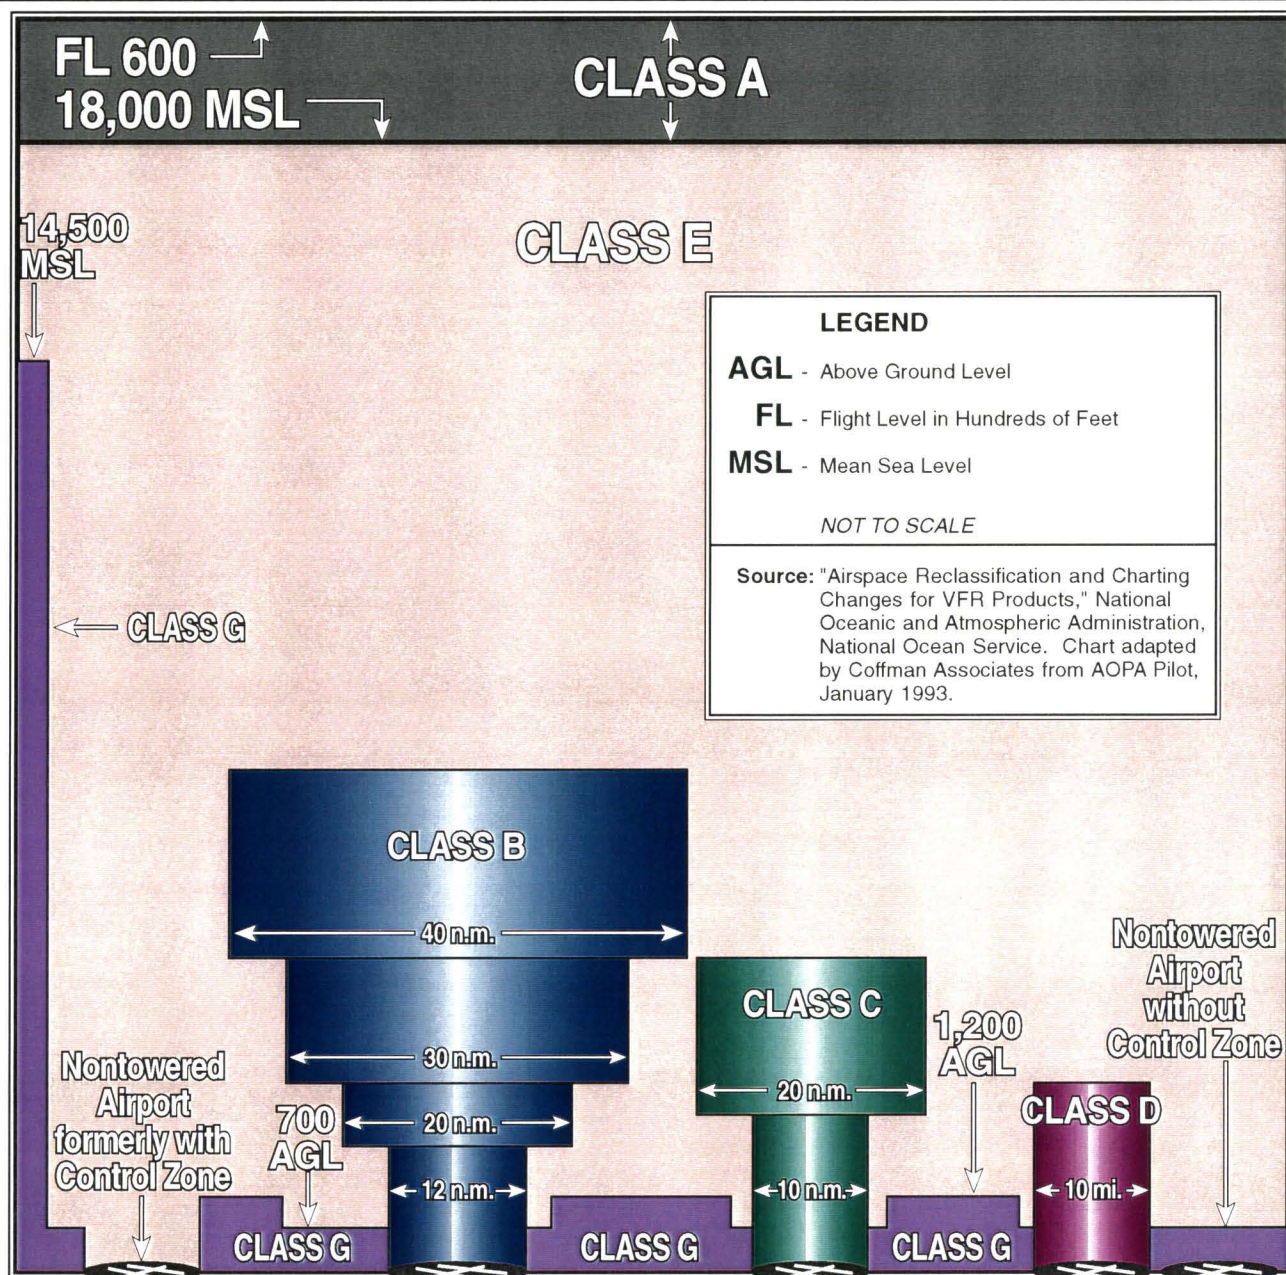 FL 600
18,000 MSL
CLASS A
14,500
MSL
CLASS E
LEGEND
AGL - Above Ground Level
FL - Flight Level in Hundreds of Feet
MSL - Mean Sea Level
NOT TO SCALE
Source: "Airspace Reclassification and Charting
Changes for VFR Products," National
Oceanic and Atmospheric Administration,
National Ocean Service. Chart adapted
by Coffman Associates from AOPA Pilot,
January 1993.
CLASS G
CLASS B
40 n.m.
30 n.m.
20 n.m.
12 n.m.
Nontowered
Airport
formerly with
Control Zone
700
AGL
CLASS C
20 n.m.
10 n.m.
1,200
AGL
CLASS D
10 mi.
Nontowered
Airport
without
Control Zone
CLASS G
CLASS G
CLASS G